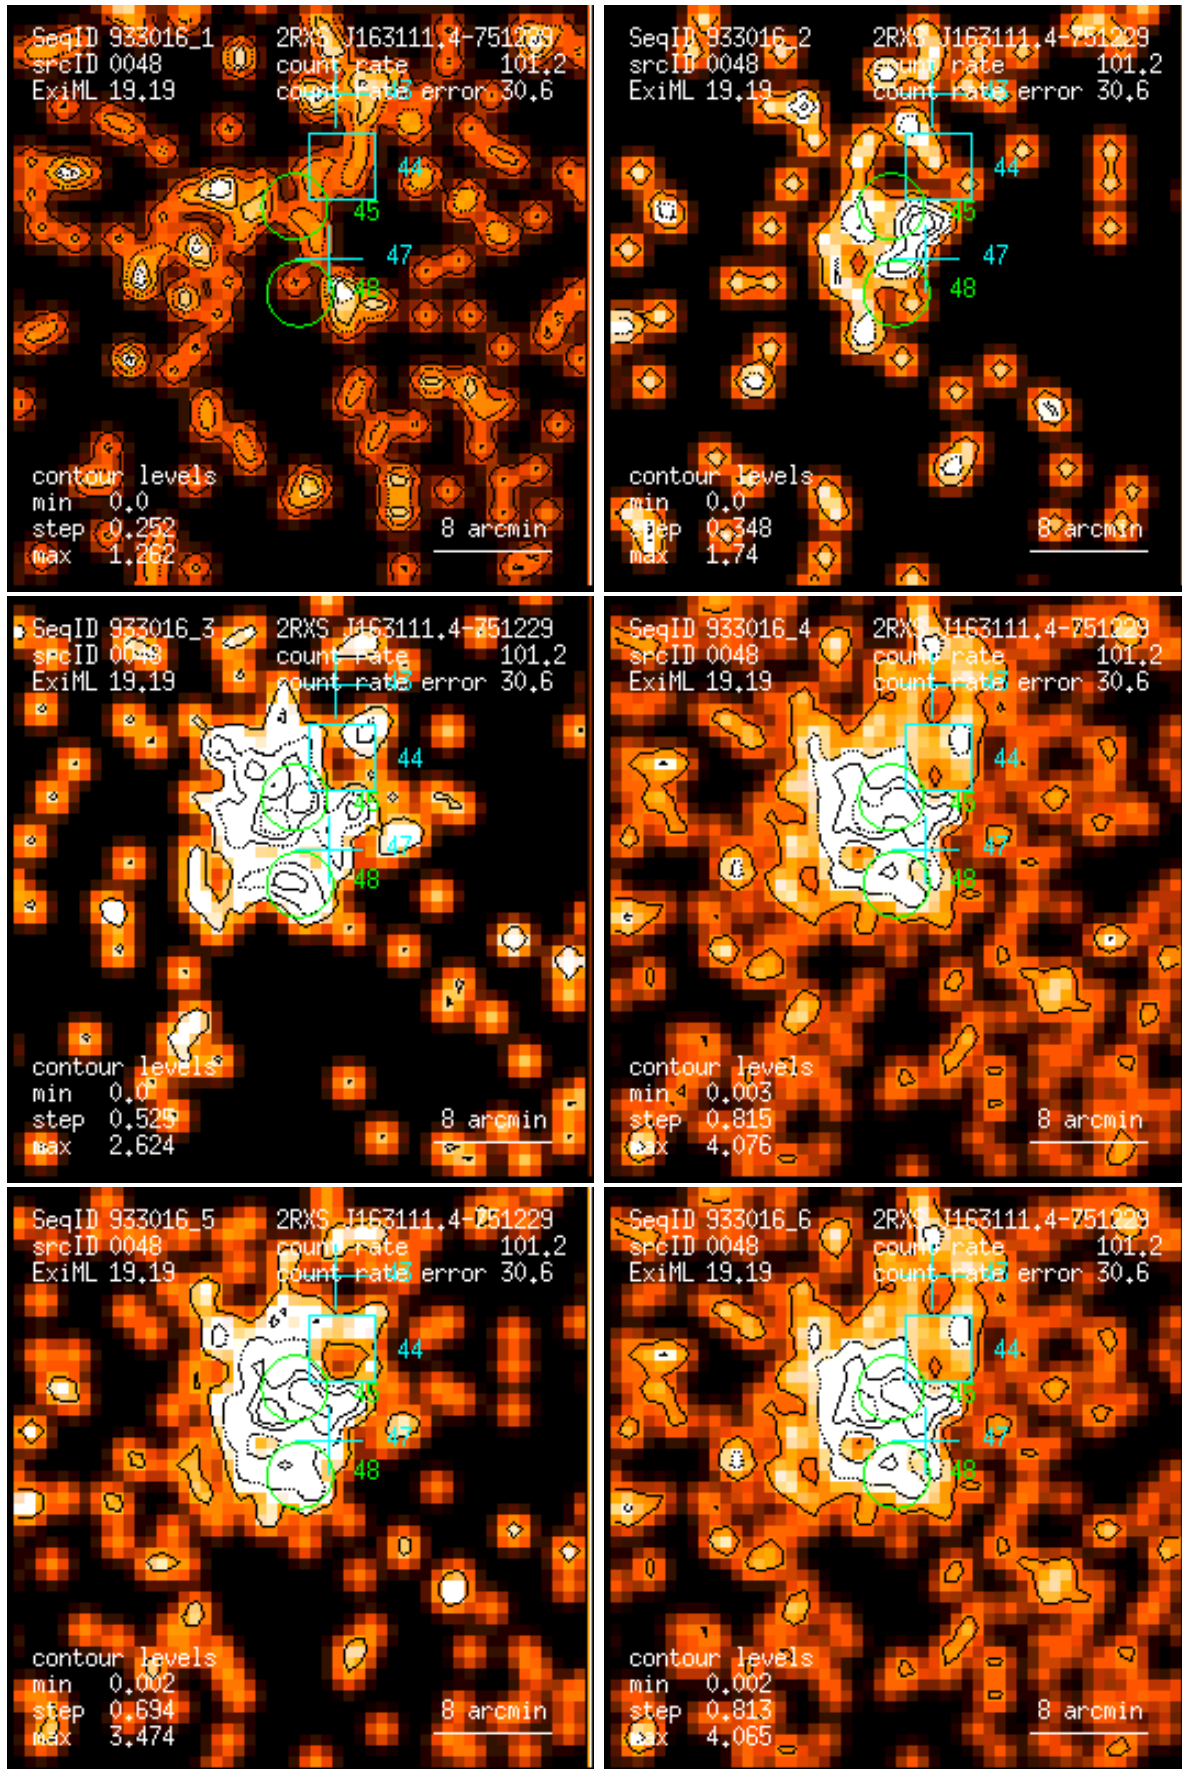 SeqID 933016_1 2RXS J163111.4-751229
srcID 0048 count rate 101.2
ExiML 19.19 count rate error 30.6
44
45
47
48
contour levels
min 0.0
step 0.252 8 arcmin
max 1.262
SeqID 933016_2 2RXS J163111.4-751229
srcID 0048 count rate 101.2
ExiML 19.19 count rate error 30.6
44
45
47
48
contour levels
min 0.0
step 0.348 8 arcmin
max 1.74
SeqID 933016_3 2RXS J163111.4-751229
srcID 0048 count rate 101.2
ExiML 19.19 count rate error 30.6
44
45
47
48
contour levels
min 0.0
step 0.525 8 arcmin
max 2.624
SeqID 933016_4 2RXS J163111.4-751229
srcID 0048 count rate 101.2
ExiML 19.19 count rate error 30.6
44
45
47
48
contour levels
min 0.003
step 0.815 8 arcmin
max 4.076
SeqID 933016_5 2RXS J163111.4-751229
srcID 0048 count rate 101.2
ExiML 19.19 count rate error 30.6
44
45
47
48
contour levels
min 0.002
step 0.694 8 arcmin
max 3.474
SeqID 933016_6 2RXS J163111.4-751229
srcID 0048 count rate 101.2
ExiML 19.19 count rate error 30.6
44
45
47
48
contour levels
min 0.002
step 0.813 8 arcmin
max 4.065